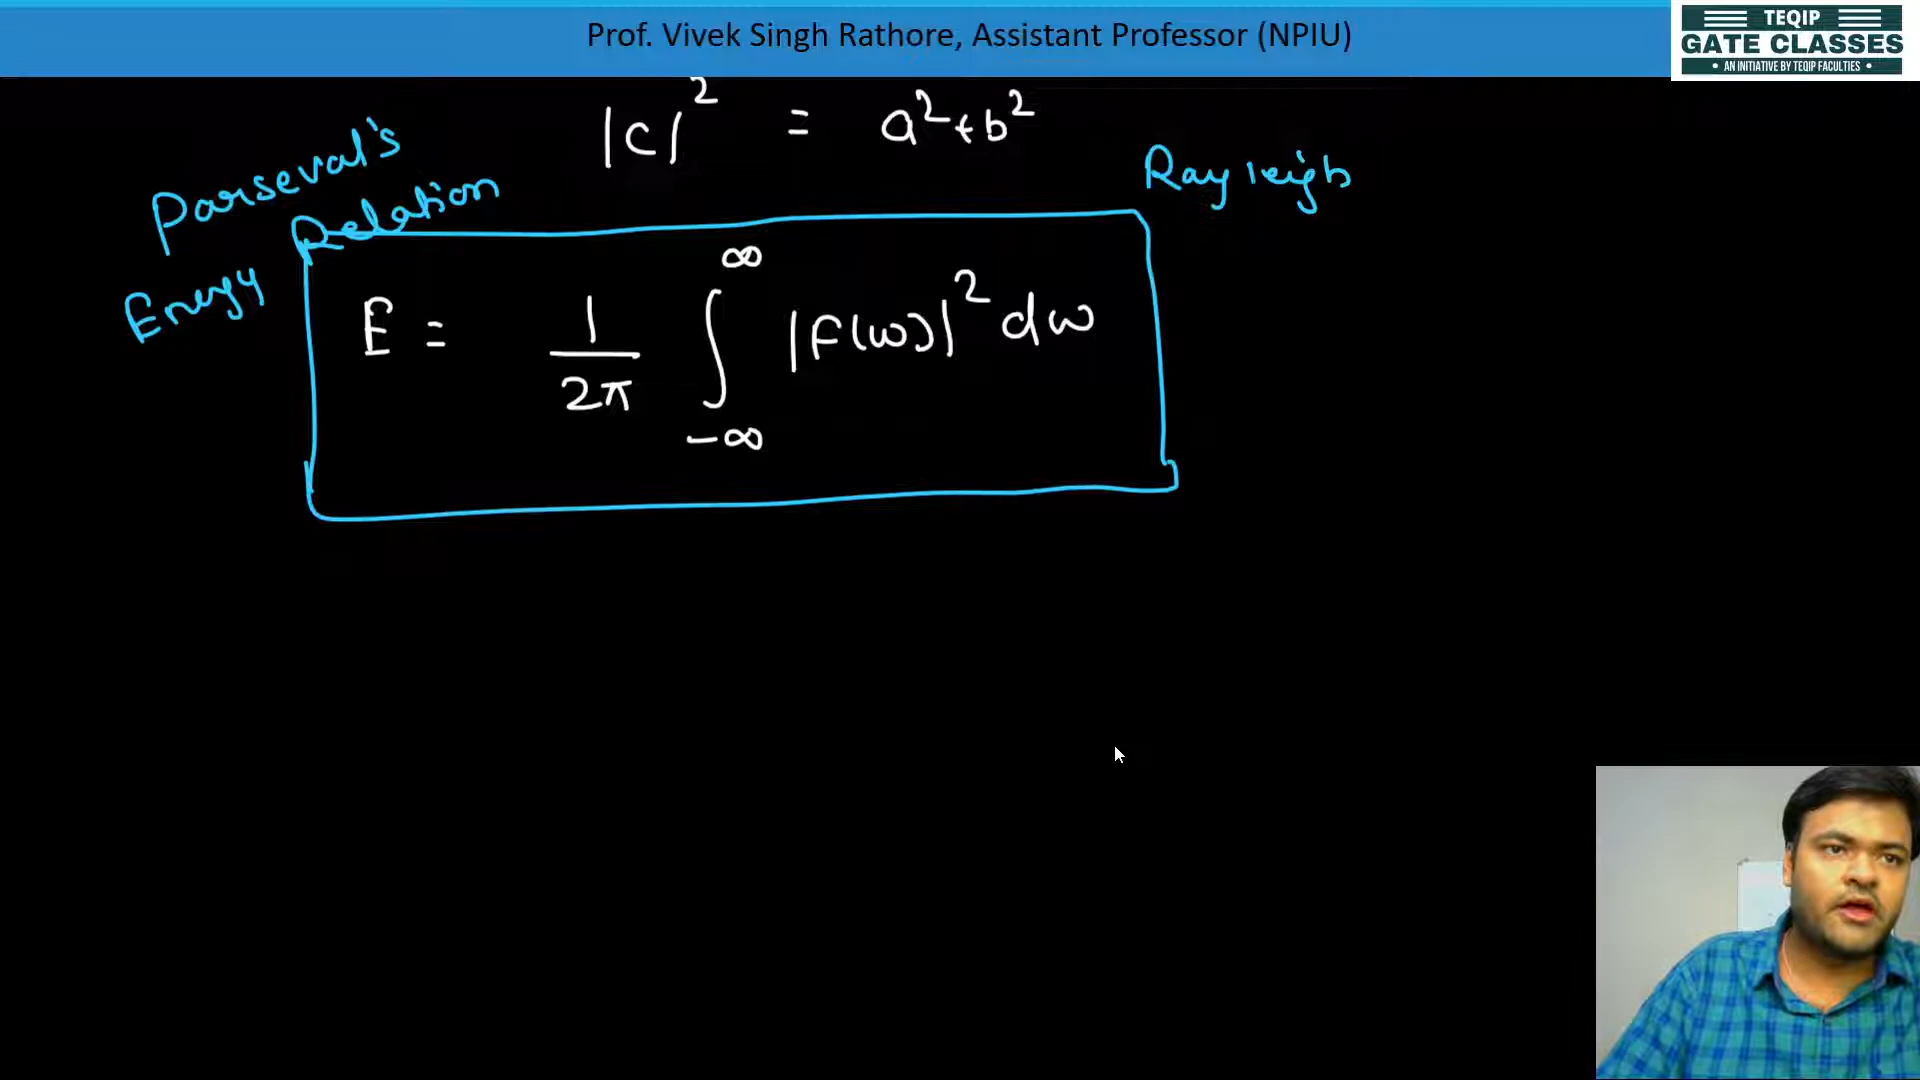 Prof. Vivek Singh Rathore, Assistant Professor (NPIU)
TEQIP
GATE CLASSES
• AN INITIATIVE BY TEQIP FACULTIES •
|c|² = a²+b²
Parseval's
Relation
Rayleigh
Energy
E = 1/2π ∫_{-∞}^{∞} |F(ω)|² dω